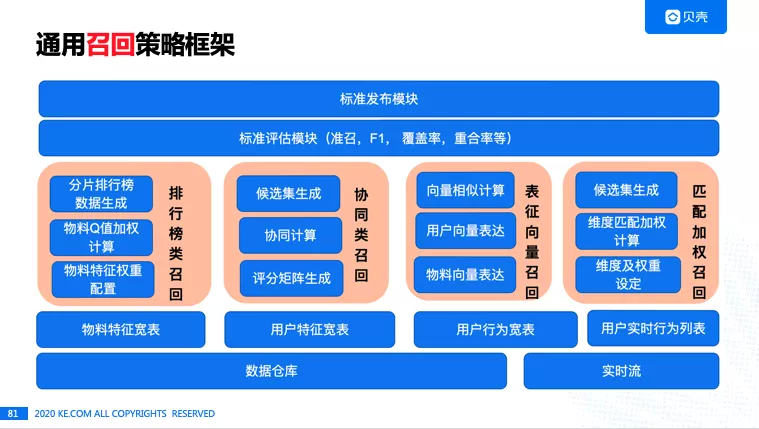 贝壳
通用召回策略框架
标准发布模块
标准评估模块（准召，F1， 覆盖率，重合率等）
分片排行榜
数据生成
物料Q值加权
计算
物料特征权重
配置
排行榜类召回
候选集生成
协同计算
评分矩阵生成
协同类召回
向量相似计算
用户向量表达
物料向量表达
表征向量召回
候选集生成
维度匹配加权
计算
维度及权重
设定
匹配加权召回
物料特征宽表
用户特征宽表
用户行为宽表
用户实时行为列表
数据仓库
实时流
81
2020 KE.COM ALL COPYRIGHTS RESERVED